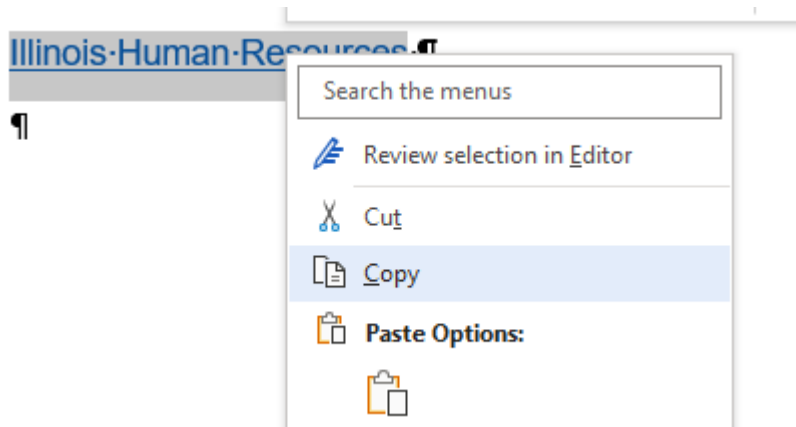 Illinois·Human·Resources·¶
Search the menus
¶
Review selection in Editor
Cut
Copy
Paste Options: